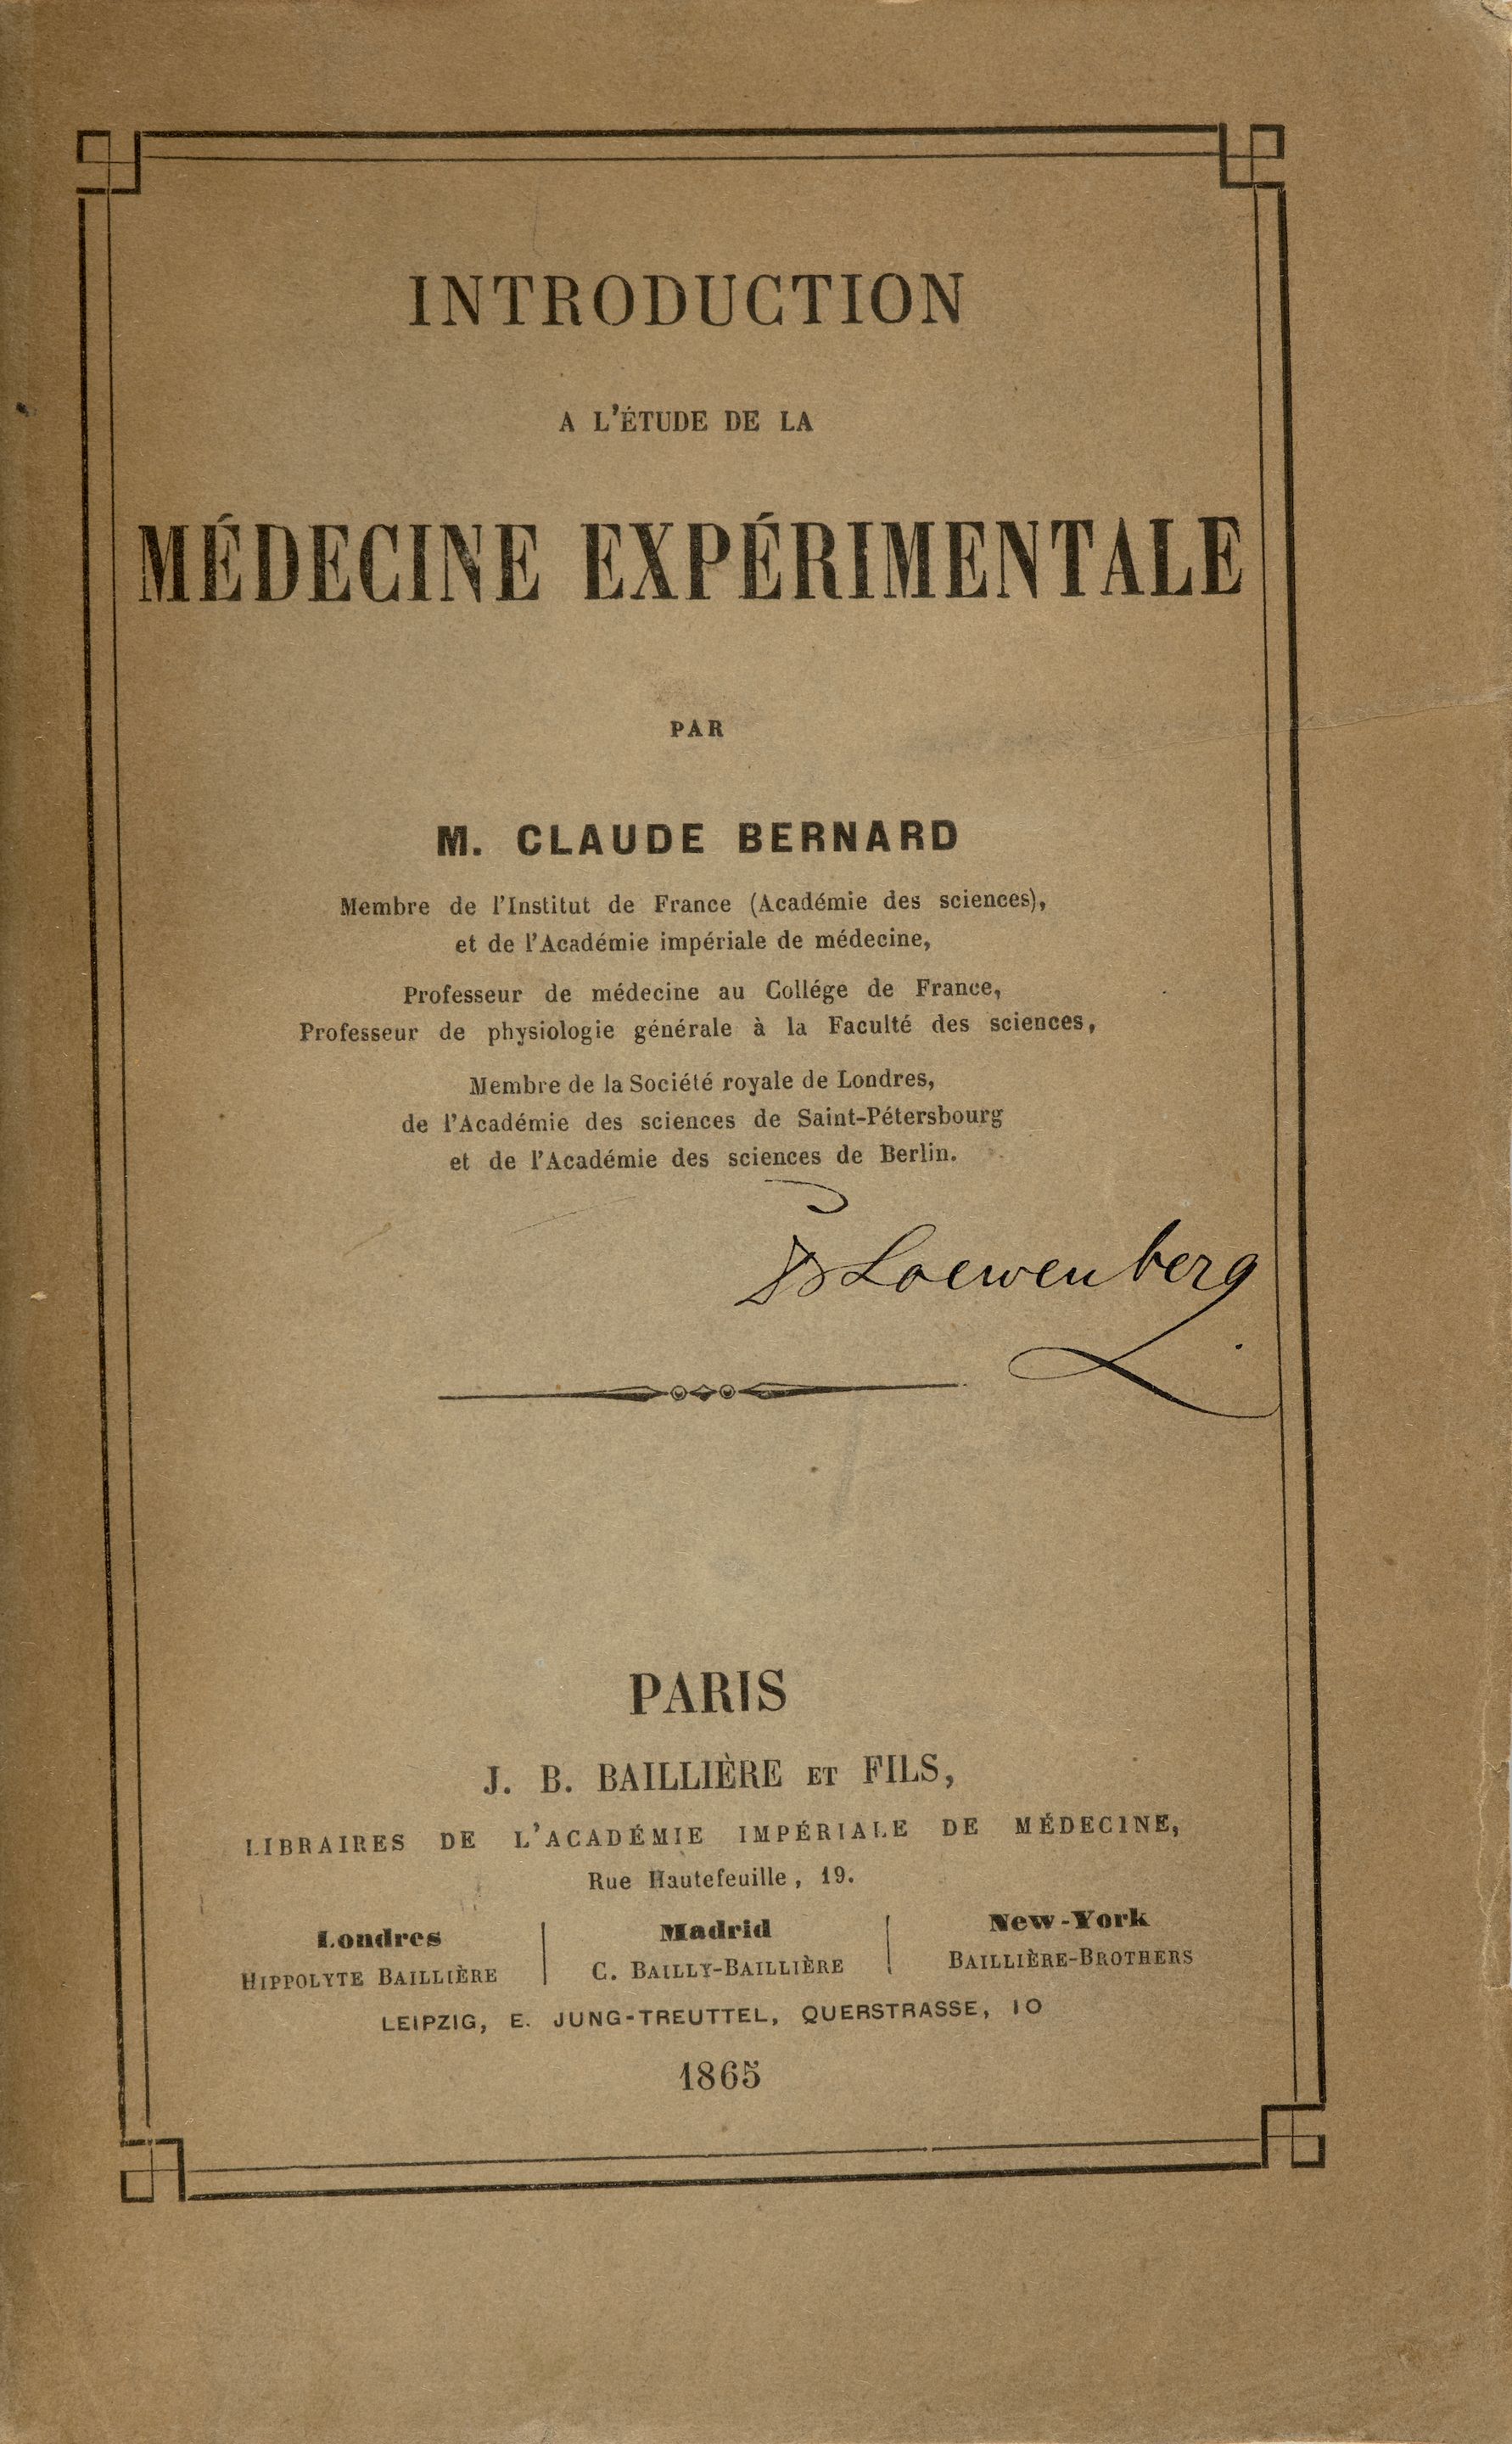 INTRODUCTION
A L'ÉTUDE DE LA
MÉDECINE EXPÉRIMENTALE
PAR
M. CLAUDE BERNARD
Membre de l'Institut de France (Académie des sciences),
et de l'Académie impériale de médecine,
Professeur de médecine au Collége de France,
Professeur de physiologie générale à la Faculté des sciences,
Membre de la Société royale de Londres,
de l'Académie des sciences de Saint-Pétersbourg
et de l'Académie des sciences de Berlin.
Loewenberg
PARIS
J. B. BAILLIÈRE ET FILS,
LIBRAIRES DE L'ACADÉMIE IMPÉRIALE DE MÉDECINE,
Rue Hautefeuille, 19.
Londres Madrid New-York
HIPPOLYTE BAILLIÈRE C. BAILLY-BAILLIÈRE BAILLIÈRE-BROTHERS
LEIPZIG, E. JUNG-TREUTTEL, QUERSTRASSE, 10
1865